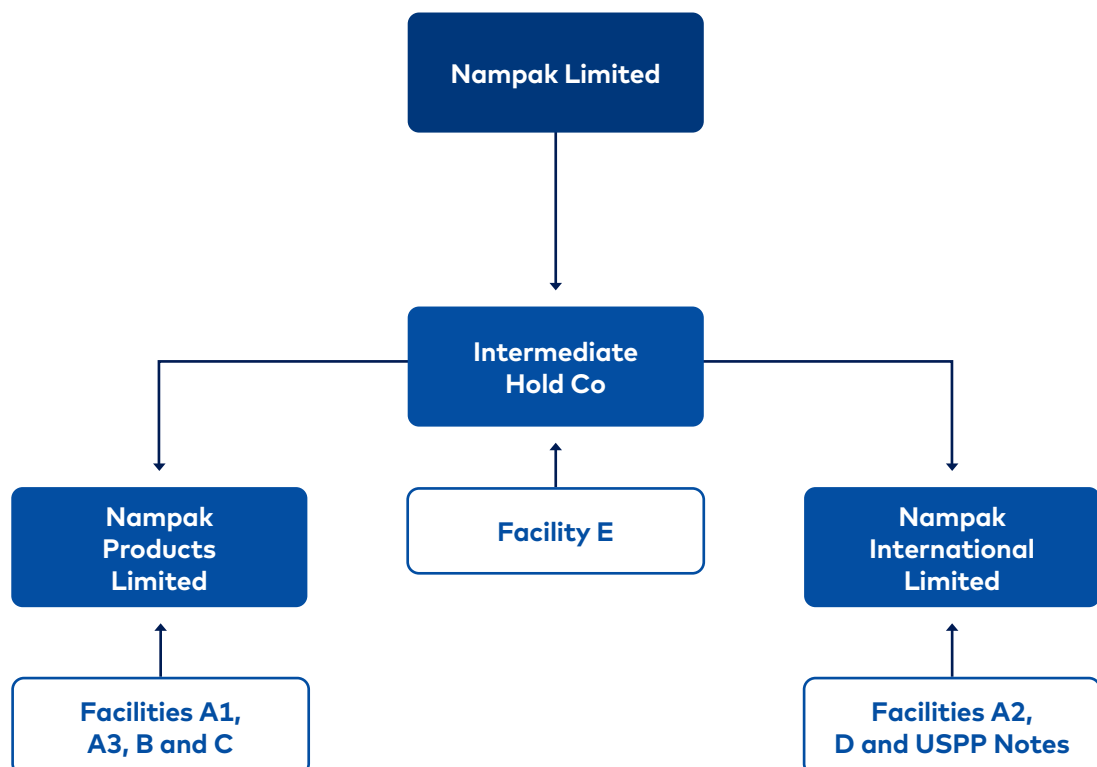 Nampak Limited
Intermediate
Hold Co
Nampak
Products
Limited
Facility E
Nampak
International
Limited
Facilities A1,
A3, B and C
Facilities A2,
D and USPP Notes